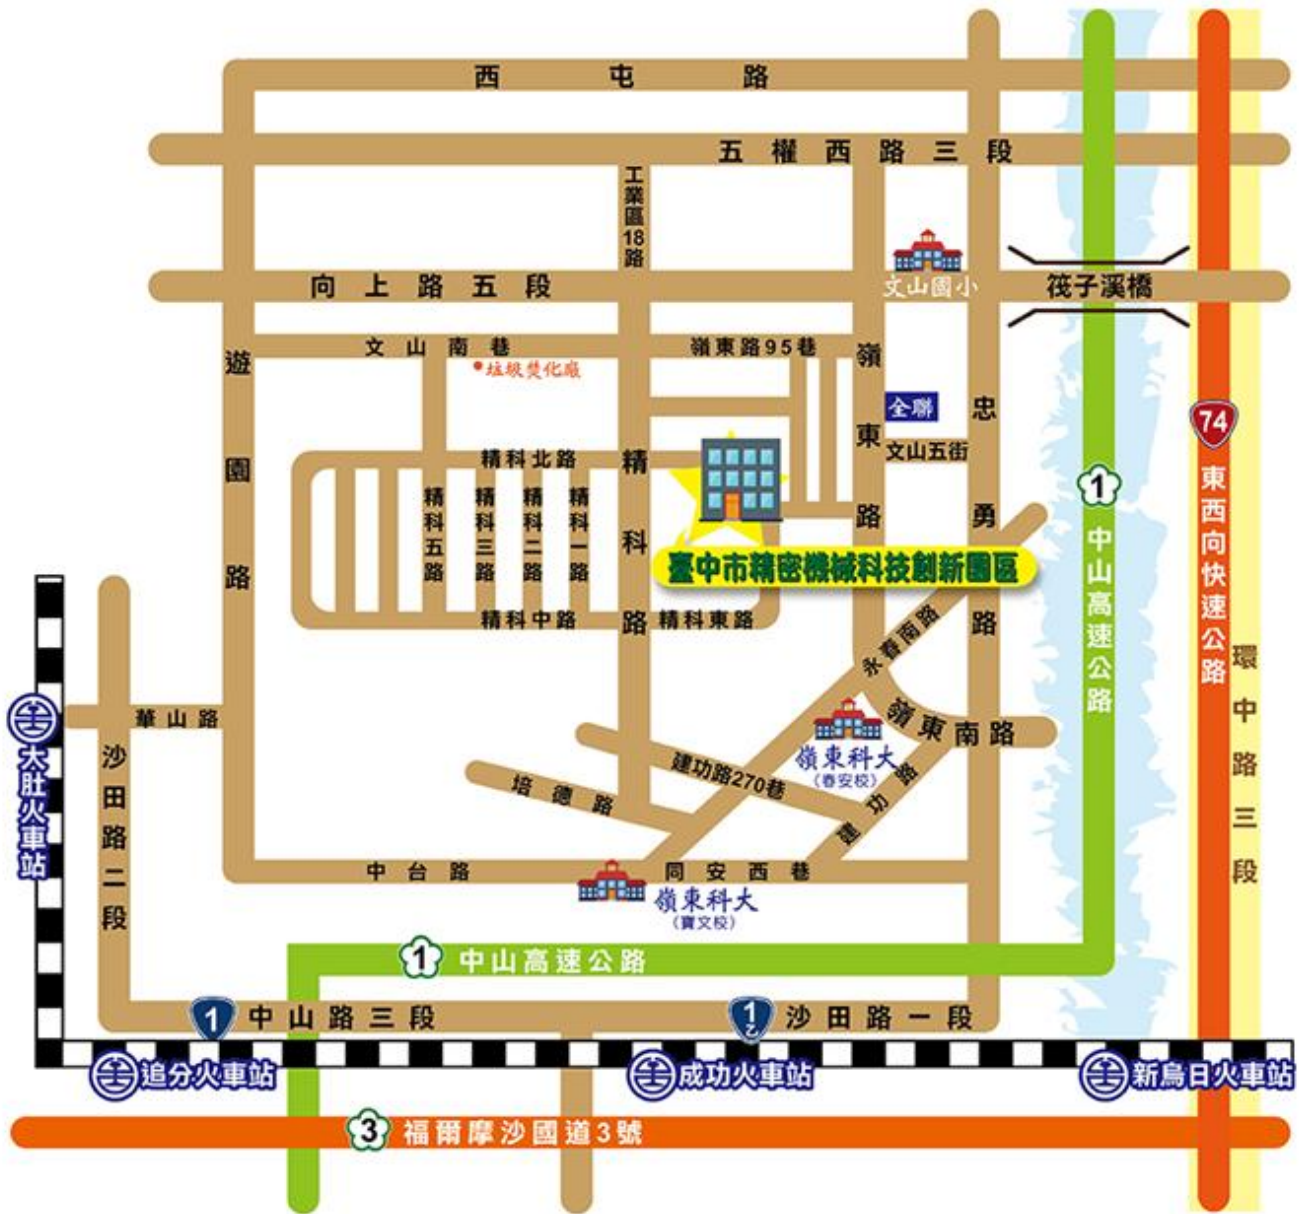 西屯路
五權西路三段
工業區18路
向上路五段
文山國小
筏子溪橋
文山南巷
嶺東路95巷
垃圾焚化廠
遊園路
嶺東路
全聯
忠勇路
文山五街
74
東西向快速公路
1
中山高速公路
精科北路
精科路
精科五路
精科三路
精科二路
精科一路
臺中市精密機械科技創新園區
精科中路
精科東路
永春南路
環中路三段
華山路
大肚火車站
沙田路二段
嶺東南路
嶺東科大
(春安校)
建功路270巷
建功路
培德路
中台路
同安西巷
嶺東科大
(寶文校)
1
中山高速公路
1
中山路三段
1乙
沙田路一段
追分火車站
成功火車站
新烏日火車站
3
福爾摩沙國道3號